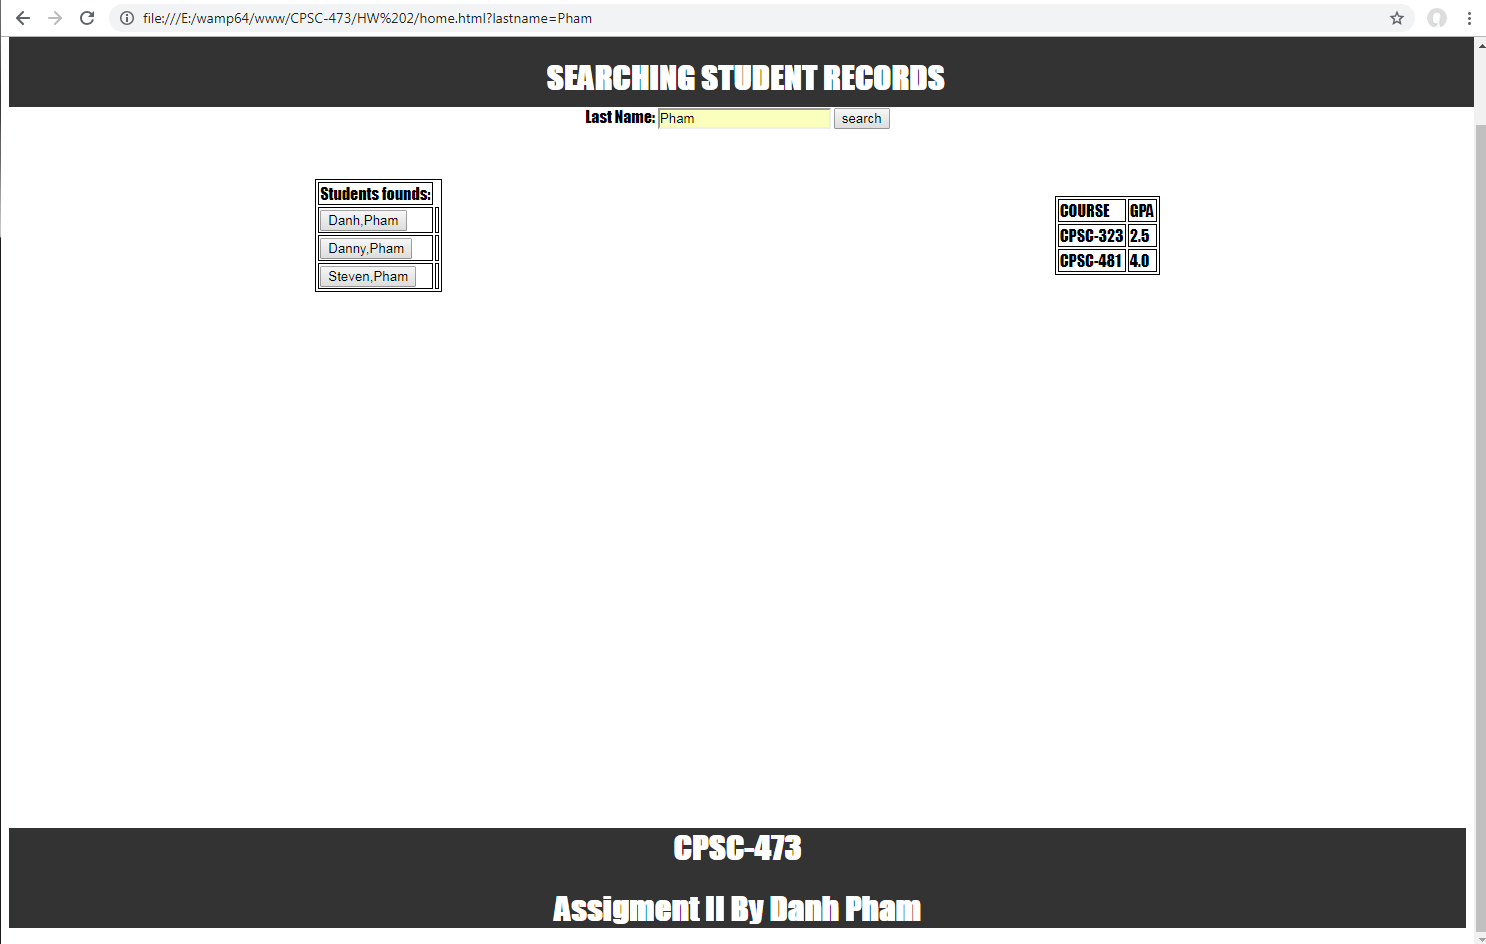 file:///E:/wamp64/www/CPSC-473/HW%202/home.html?lastname=Pham
SEARCHING STUDENT RECORDS
Last Name: Pham search
Students founds:
Danh,Pham
Danny,Pham
Steven,Pham
COURSE GPA
CPSC-323 2.5
CPSC-481 4.0
CPSC-473
Assigment II By Danh Pham